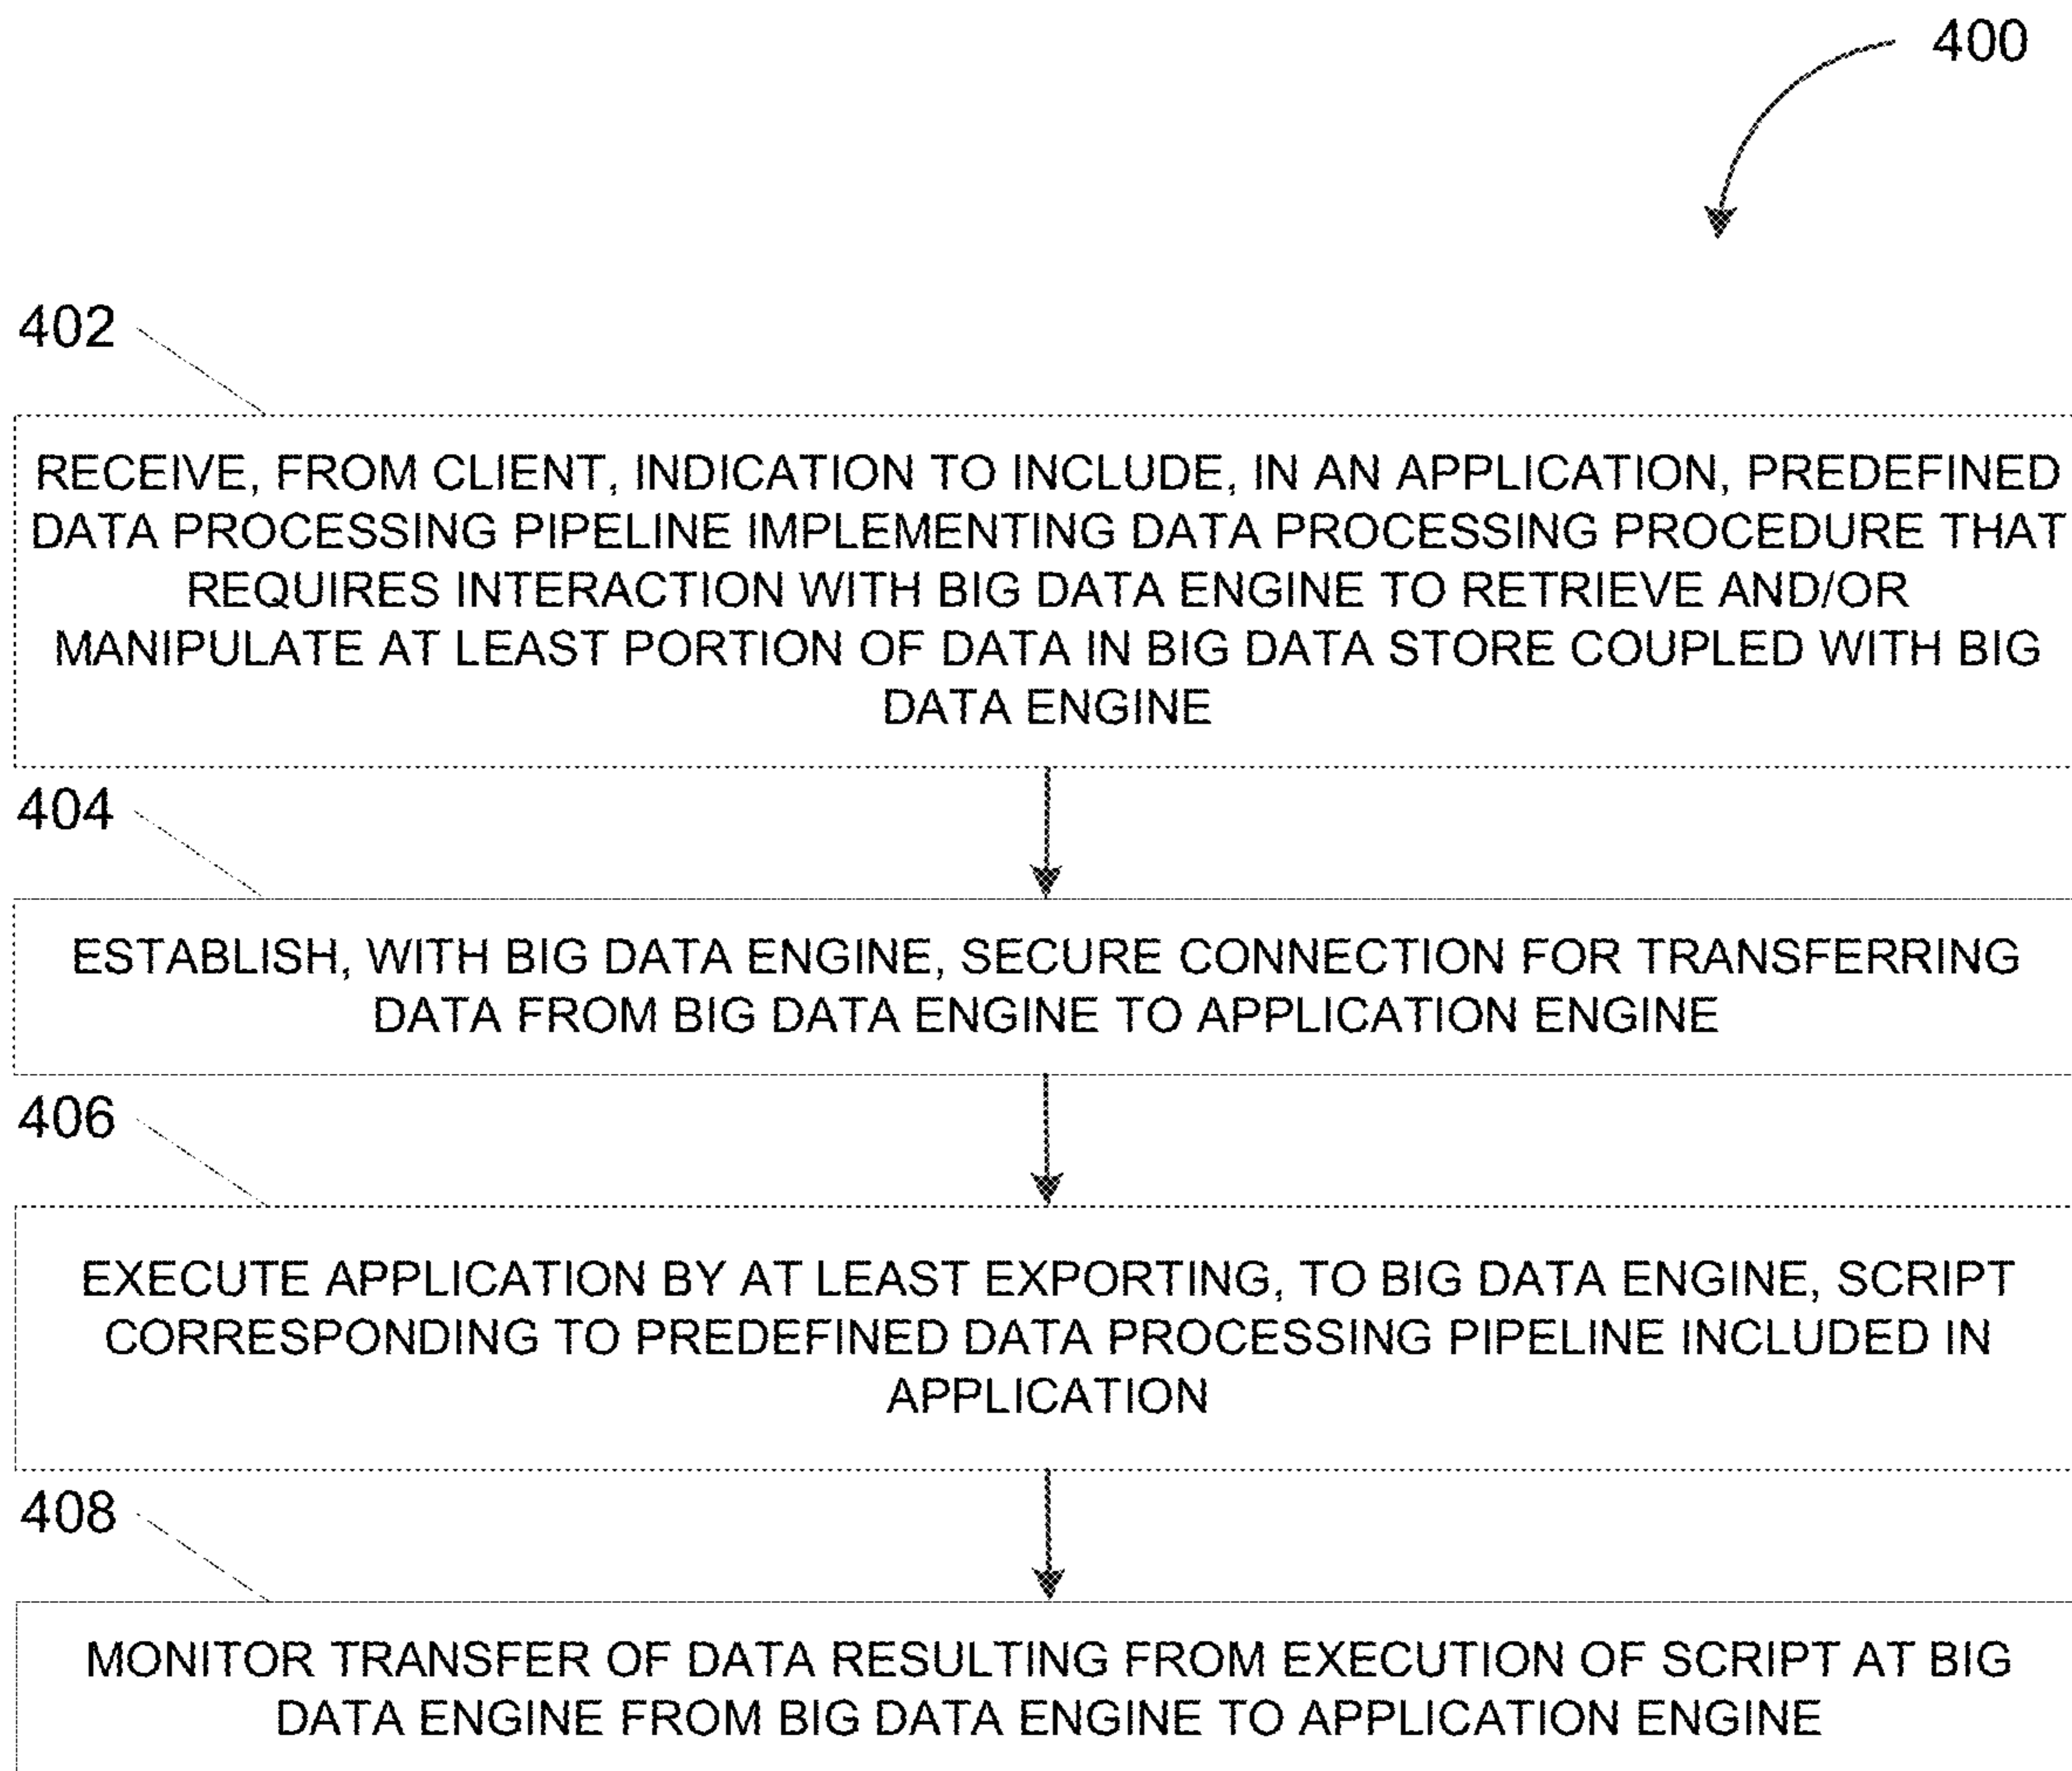 400
402
RECEIVE, FROM CLIENT, INDICATION TO INCLUDE, IN AN APPLICATION, PREDEFINED
DATA PROCESSING PIPELINE IMPLEMENTING DATA PROCESSING PROCEDURE THAT
REQUIRES INTERACTION WITH BIG DATA ENGINE TO RETRIEVE AND/OR
MANIPULATE AT LEAST PORTION OF DATA IN BIG DATA STORE COUPLED WITH BIG
DATA ENGINE
404
ESTABLISH, WITH BIG DATA ENGINE, SECURE CONNECTION FOR TRANSFERRING
DATA FROM BIG DATA ENGINE TO APPLICATION ENGINE
406
EXECUTE APPLICATION BY AT LEAST EXPORTING, TO BIG DATA ENGINE, SCRIPT
CORRESPONDING TO PREDEFINED DATA PROCESSING PIPELINE INCLUDED IN
APPLICATION
408
MONITOR TRANSFER OF DATA RESULTING FROM EXECUTION OF SCRIPT AT BIG
DATA ENGINE FROM BIG DATA ENGINE TO APPLICATION ENGINE